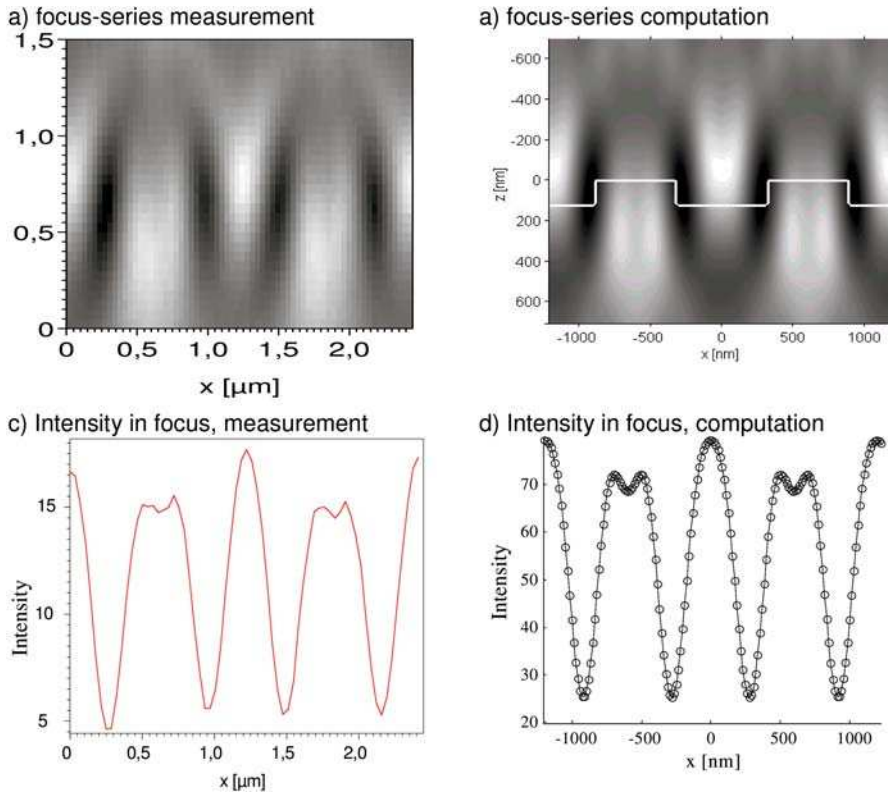 a) focus-series measurement
1,5
1,0
0,5
0
0 0,5 1,0 1,5 2,0
x [µm]
a) focus-series computation
-600
-400
-200
0
200
400
600
z [nm]
-1000 -500 0 500 1000
x [nm]
c) Intensity in focus, measurement
15
10
5
Intensity
0 0,5 1,0 1,5 2,0
x [µm]
d) Intensity in focus, computation
70
60
50
40
30
20
Intensity
-1000 -500 0 500 1000
x [nm]